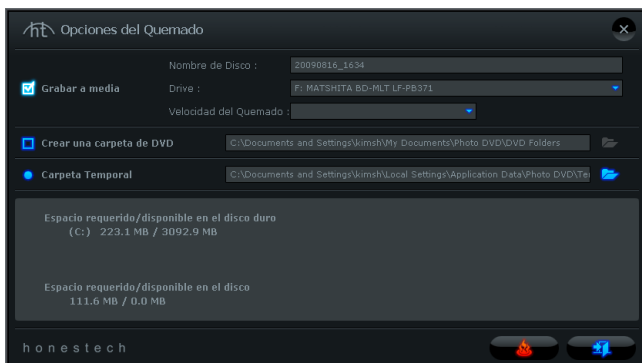 ht Opciones del Quemado
Nombre de Disco : 20090816_1634
Grabar a media Drive : F: MATSHITA BD-MLT LF-PB371
Velocidad del Quemado :
Crear una carpeta de DVD C:\Documents and Settings\kimsh\My Documents\Photo DVD\DVD Folders
Carpeta Temporal C:\Documents and Settings\kimsh\Local Settings\Application Data\Photo DVD\Te
Espacio requerido/disponible en el disco duro
(C:) 223.1 MB / 3092.9 MB
Espacio requerido/disponible en el disco
111.6 MB / 0.0 MB
honestech